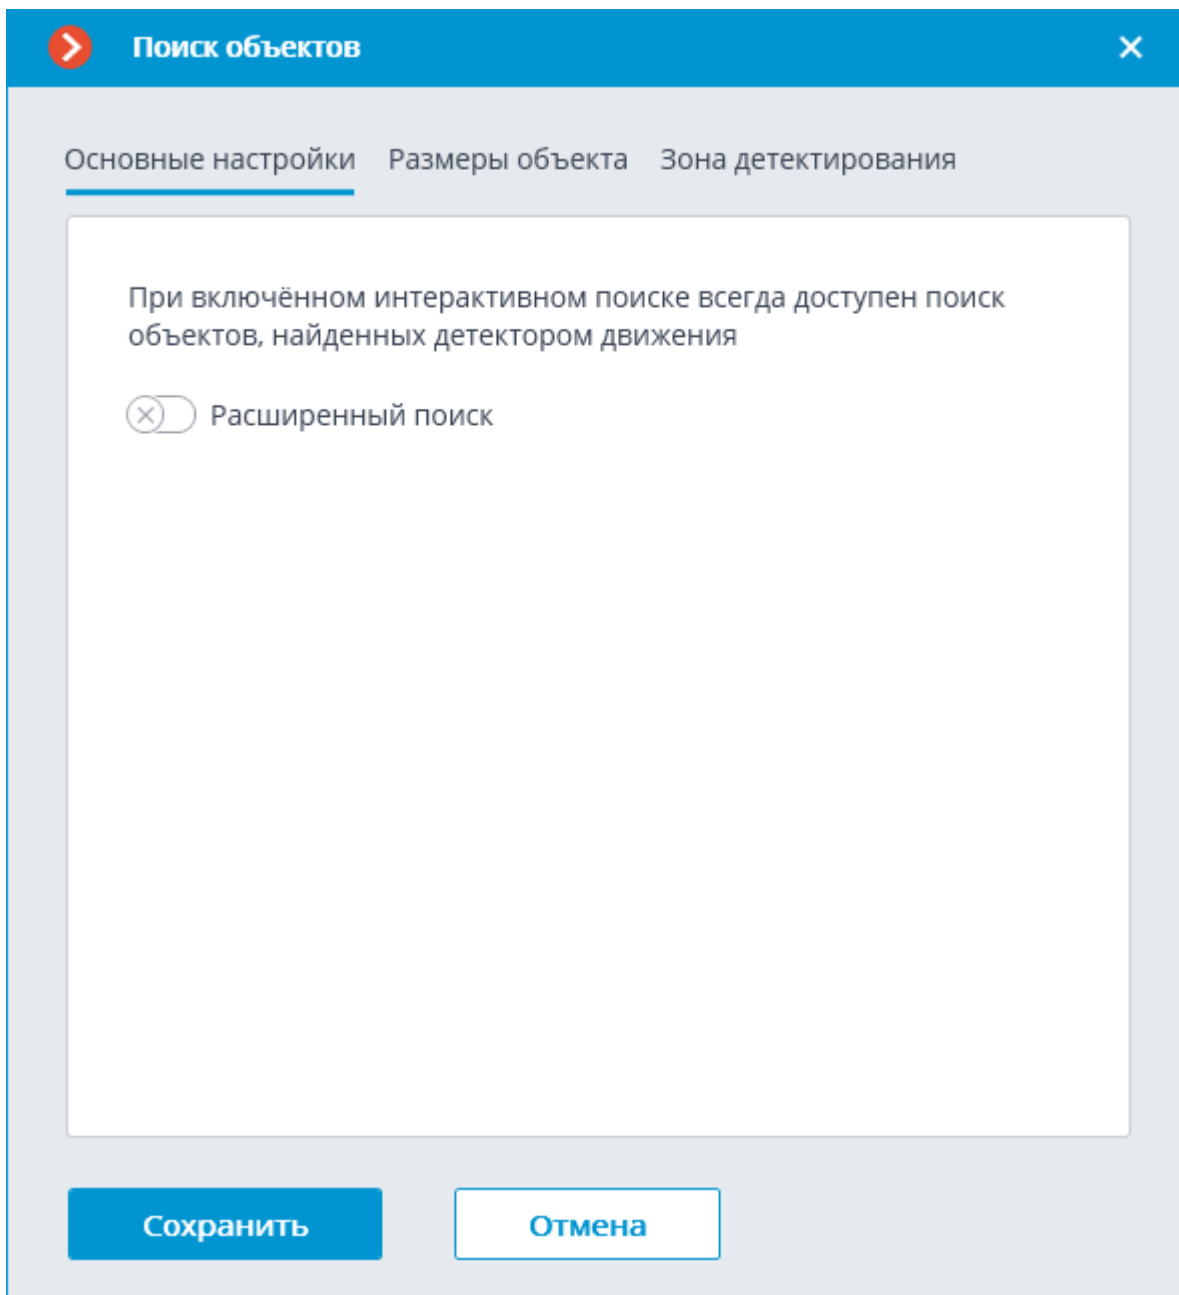 Поиск объектов
Основные настройки Размеры объекта Зона детектирования
При включённом интерактивном поиске всегда доступен поиск
объектов, найденных детектором движения
Расширенный поиск
Сохранить Отмена